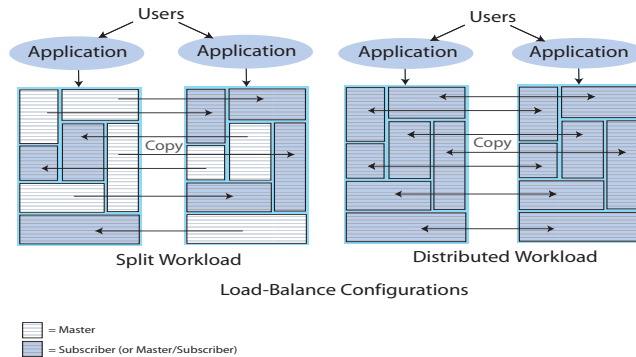 Users
Application
Application
Copy
Split Workload
Users
Application
Application
Copy
Distributed Workload
Load-Balance Configurations
= Master
= Subscriber (or Master/Subscriber)